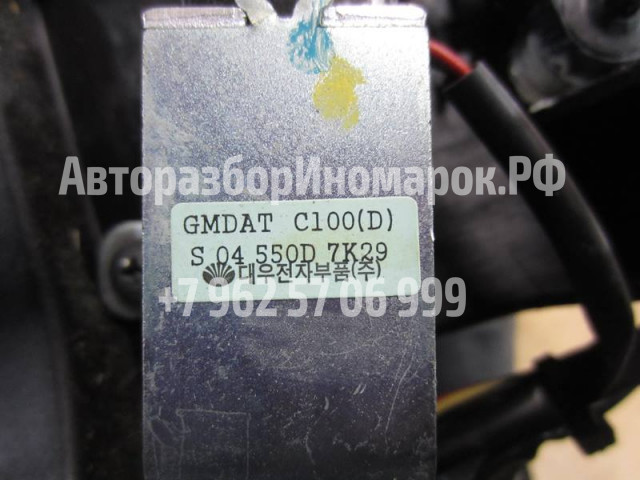 АвторазборИномарок.РФ
GMDAT C100(D)
S 04 550D 7K29
대우전자부품(주)
+7 962 57 06 999